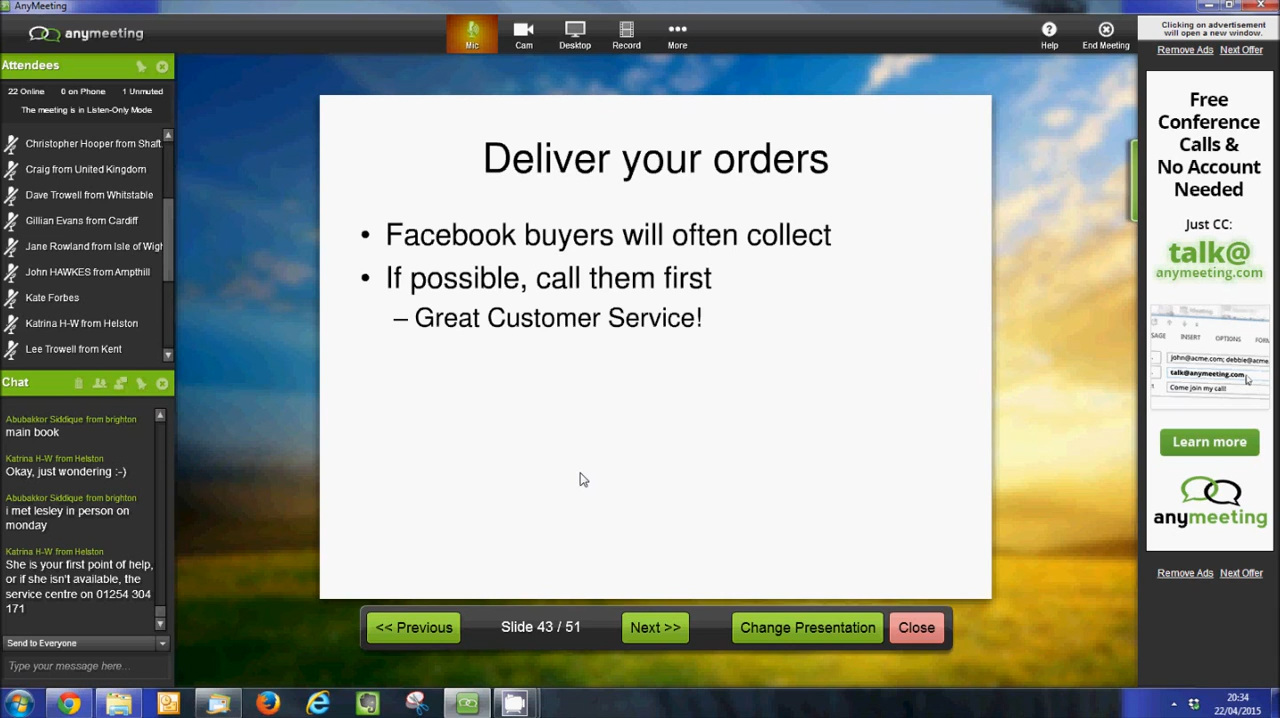 AnyMeeting
anymeeting
Mic
Cam
Desktop
Record
More
Help
End Meeting
Clicking on advertisement
will open a new window.
Remove Ads Next Offer
Attendees
22 Online 0 on Phone 1 Unmuted
The meeting is in Listen-Only Mode
Christopher Hooper from Shaft
Craig from United Kingdom
Dave Trowell from Whitstable
Gillian Evans from Cardiff
Jane Rowland from Isle of Wigh
John HAWKES from Ampthill
Kate Forbes
Katrina H-W from Helston
Lee Trowell from Kent
Chat
Abubakkor Siddique from brighton
main book
Katrina H-W from Helston
Okay, just wondering :-)
Abubakkor Siddique from brighton
i met lesley in person on
monday
Katrina H-W from Helston
She is your first point of help,
or if she isn't available, the
service centre on 01254 304
171
Send to Everyone
Type your message here...
Deliver your orders
• Facebook buyers will often collect
• If possible, call them first
– Great Customer Service!
<< Previous
Slide 43 / 51
Next >>
Change Presentation
Close
Free
Conference
Calls &
No Account
Needed
Just CC:
talk@
anymeeting.com
INSERT OPTIONS
john@acme.com; debbie@acme
talk@anymeeting.com
Come join my call!
Learn more
anymeeting
Remove Ads Next Offer
20:34
22/04/2015